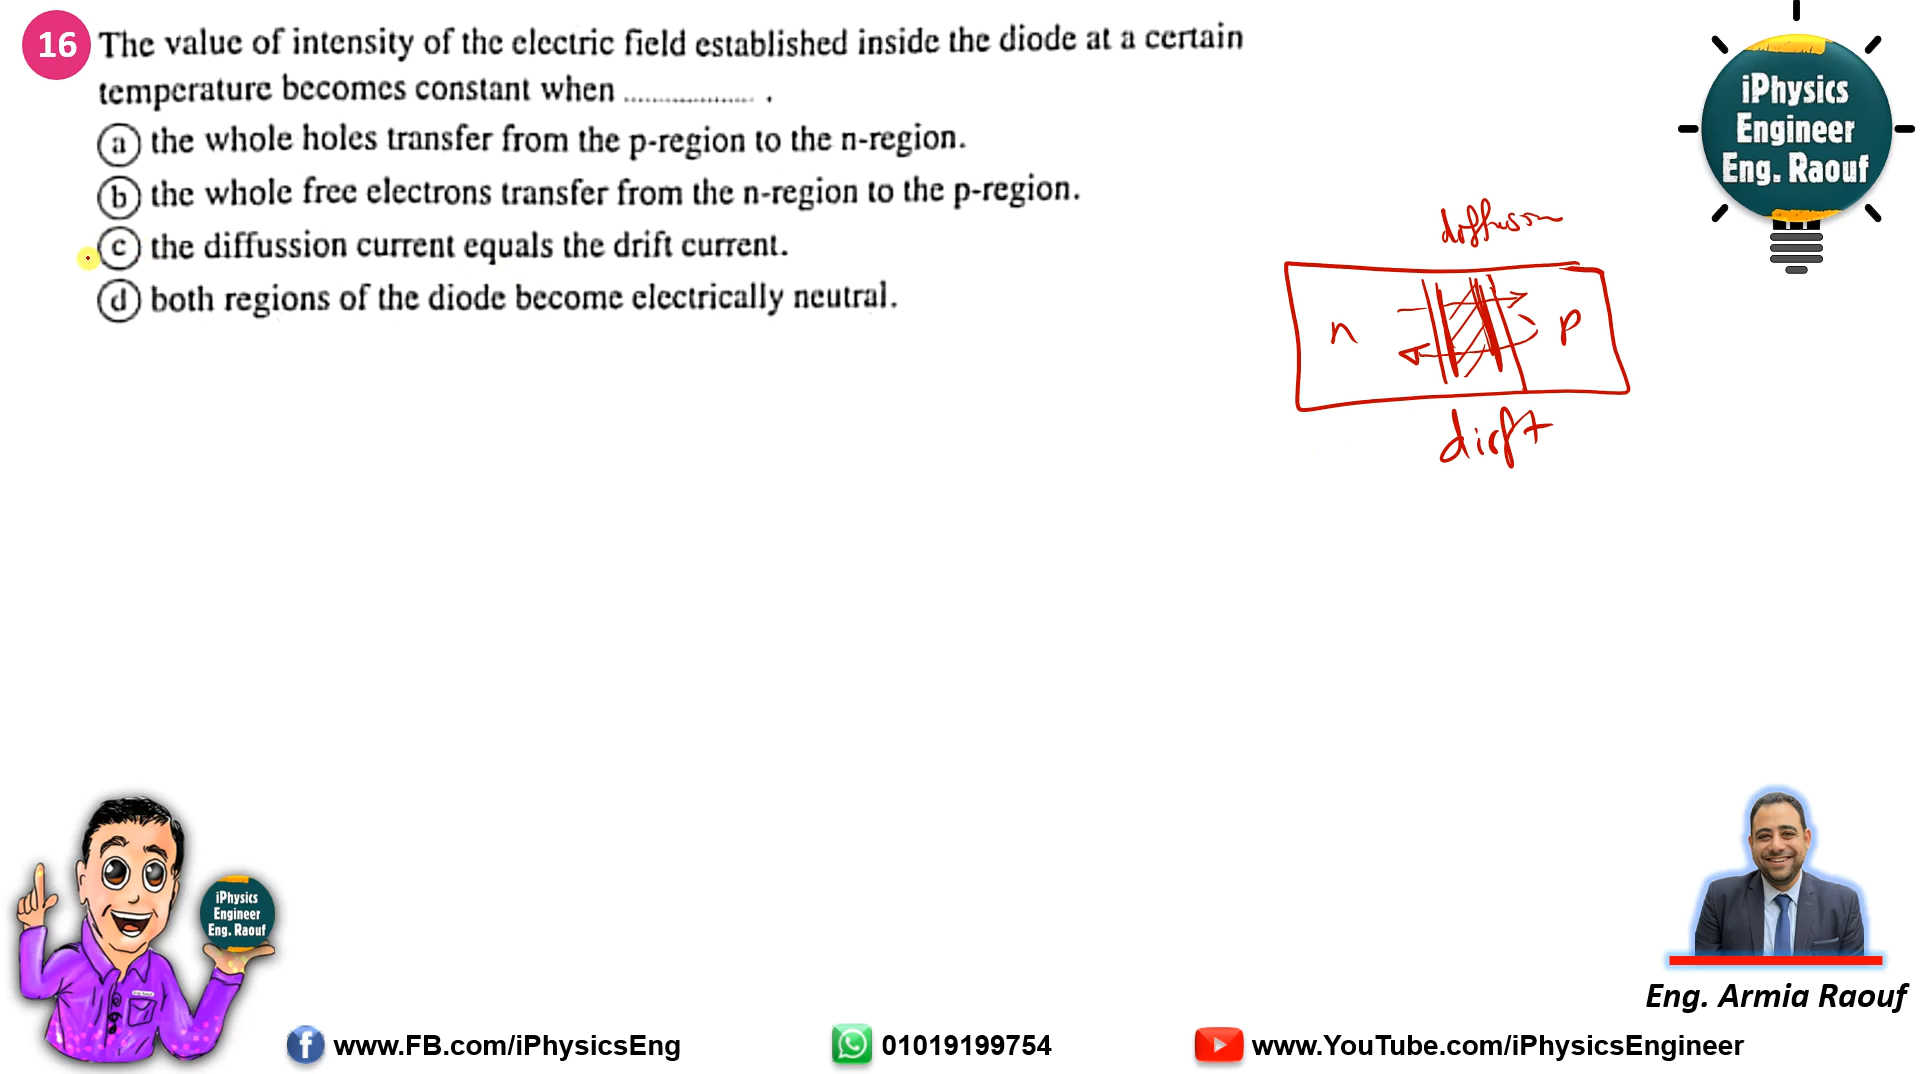 16 The value of intensity of the electric field established inside the diode at a certain
temperature becomes constant when .................. .
a the whole holes transfer from the p-region to the n-region.
b the whole free electrons transfer from the n-region to the p-region.
c the diffussion current equals the drift current.
d both regions of the diode become electrically neutral.
iPhysics
Engineer
Eng. Raouf
diffusson
n p
dirft
iPhysics
Engineer
Eng. Raouf
Eng. Armia Raouf
www.FB.com/iPhysicsEng 01019199754 www.YouTube.com/iPhysicsEngineer